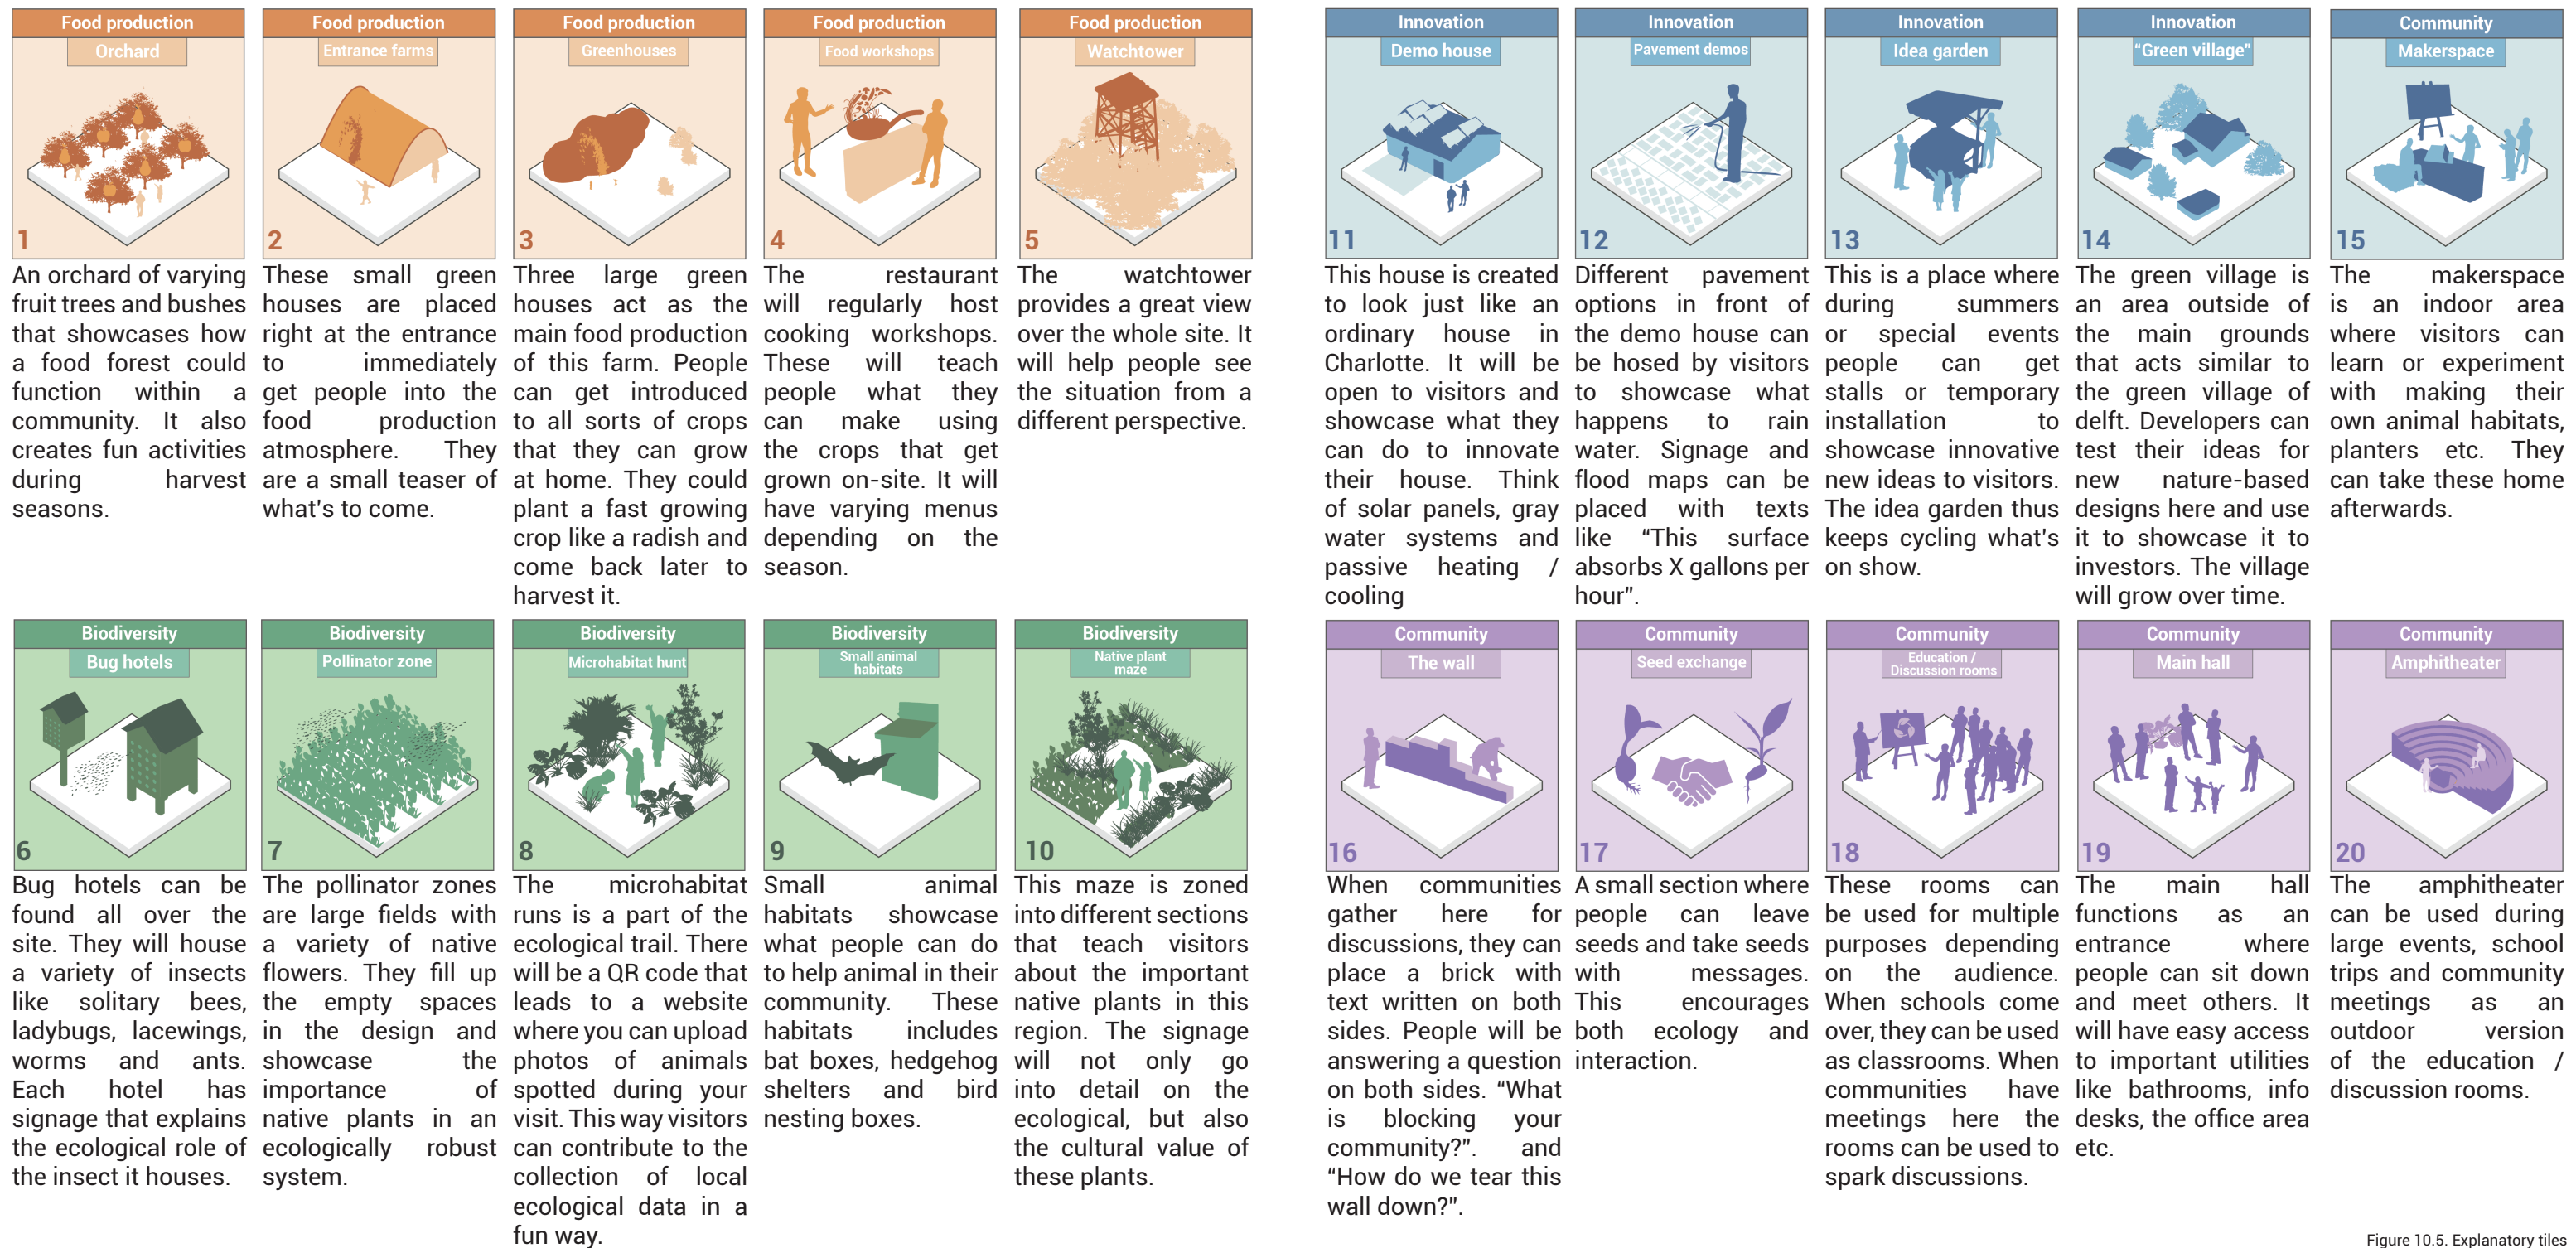 Food production
Orchard
1
An orchard of varying
fruit trees and bushes
that showcases how
a food forest could
function within a
community. It also
creates fun activities
during harvest
seasons.
Food production
Entrance farms
2
These small green
houses are placed
right at the entrance
to immediately
get people into the
food production
atmosphere. They
are a small teaser of
what's to come.
Food production
Greenhouses
3
Three large green
houses act as the
main food production
of this farm. People
can get introduced
to all sorts of crops
that they can grow
at home. They could
plant a fast growing
crop like a radish and
come back later to
harvest it.
Food production
Food workshops
4
The restaurant
will regularly host
cooking workshops.
These will teach
people what they
can make using
the crops that get
grown on-site. It will
have varying menus
depending on the
season.
Food production
Watchtower
5
The watchtower
provides a great view
over the whole site. It
will help people see
the situation from a
different perspective.
Biodiversity
Bug hotels
6
Bug hotels can be
found all over the
site. They will house
a variety of insects
like solitary bees,
ladybugs, lacewings,
worms and ants.
Each hotel has
signage that explains
the ecological role of
the insect it houses.
Biodiversity
Pollinator zone
7
The pollinator zones
are large fields with
a variety of native
flowers. They fill up
the empty spaces
in the design and
showcase the
importance of
native plants in an
ecologically robust
system.
Biodiversity
Microhabitat hunt
8
The microhabitat
runs is a part of the
ecological trail. There
will be a QR code that
leads to a website
where you can upload
photos of animals
spotted during your
visit. This way visitors
can contribute to the
collection of local
ecological data in a
fun way.
Biodiversity
Small animal
habitats
9
Small animal
habitats showcase
what people can do
to help animal in their
community. These
habitats includes
bat boxes, hedgehog
shelters and bird
nesting boxes.
Biodiversity
Native plant
maze
10
This maze is zoned
into different sections
that teach visitors
about the important
native plants in this
region. The signage
will not only go
into detail on the
ecological, but also
the cultural value of
these plants.
Innovation
Demo house
11
This house is created
to look just like an
ordinary house in
Charlotte. It will be
open to visitors and
showcase what they
can do to innovate
their house. Think
of solar panels, gray
water systems and
passive heating /
cooling
Innovation
Pavement demos
12
Different pavement
options in front of
the demo house can
be hosed by visitors
to showcase what
happens to rain
water. Signage and
flood maps can be
placed with texts
like “This surface
absorbs X gallons per
hour”.
Innovation
Idea garden
13
This is a place where
during summers
or special events
people can get
stalls or temporary
installation to
showcase innovative
new ideas to visitors.
The idea garden thus
keeps cycling what's
on show.
Innovation
“Green village”
14
The green village is
an area outside of
the main grounds
that acts similar to
the green village of
delft. Developers can
test their ideas for
new nature-based
designs here and use
it to showcase it to
investors. The village
will grow over time.
Community
Makerspace
15
The makerspace
is an indoor area
where visitors can
learn or experiment
with making their
own animal habitats,
planters etc. They
can take these home
afterwards.
Community
The wall
16
When communities
gather here for
discussions, they can
place a brick with
text written on both
sides. People will be
answering a question
on both sides. “What
is blocking your
community?”. and
“How do we tear this
wall down?”.
Community
Seed exchange
17
A small section where
people can leave
seeds and take seeds
with messages.
This encourages
both ecology and
interaction.
Community
Education /
Discussion rooms
18
These rooms can
be used for multiple
purposes depending
on the audience.
When schools come
over, they can be used
as classrooms. When
communities have
meetings here the
rooms can be used to
spark discussions.
Community
Main hall
19
The main hall
functions as an
entrance where
people can sit down
and meet others. It
will have easy access
to important utilities
like bathrooms, info
desks, the office area
etc.
Community
Amphitheater
20
The amphitheater
can be used during
large events, school
trips and community
meetings as an
outdoor version
of the education /
discussion rooms.
Figure 10.5. Explanatory tiles